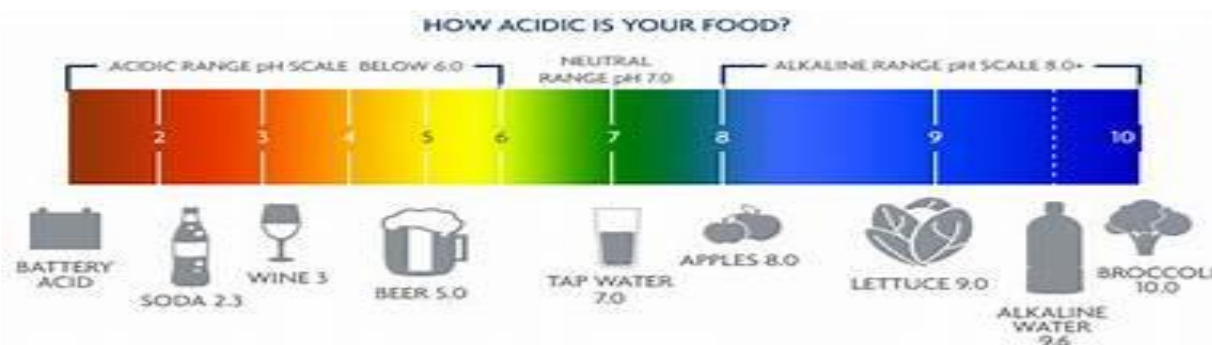 HOW ACIDIC IS YOUR FOOD?
ACIDIC RANGE pH SCALE BELOW 6.0
NEUTRAL
RANGE pH 7.0
ALKALINE RANGE pH SCALE 8.0+
2 3 4 5 6 7 8 9 10
BATTERY
ACID
SODA 2.3
WINE 3
BEER 5.0
TAP WATER
7.0
APPLES 8.0
LETTUCE 9.0
ALKALINE
WATER
9.6
BROCCOLI
10.0